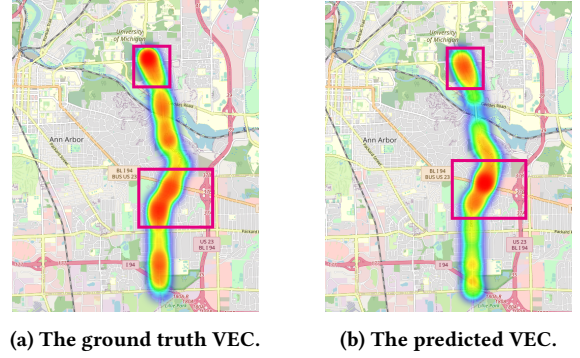 University
of Michigan
Ann Arbor
BL I 94
BUS US 23
US 23
BL I 94
I 94
University
of Michigan
Ann Arbor
BL I 94
BUS US 23
US 23
BL I 94
I 94
(a) The ground truth VEC.
(b) The predicted VEC.